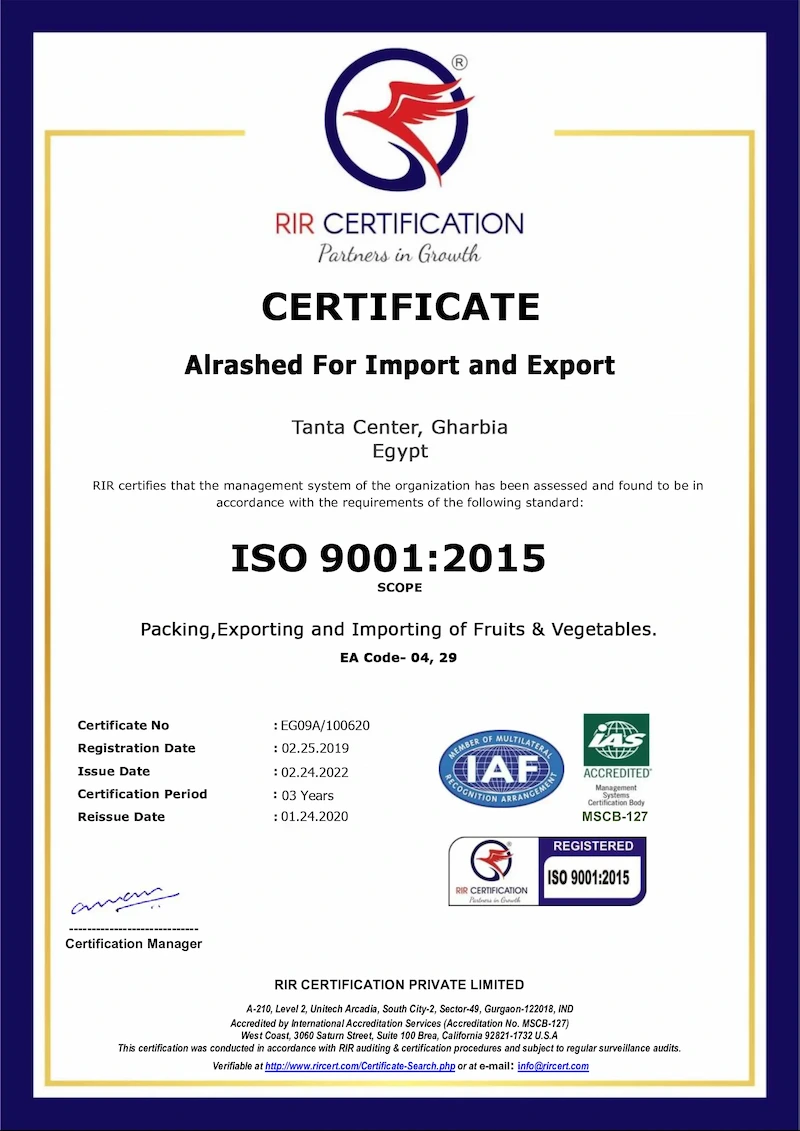 ®
RIR CERTIFICATION
Partners in Growth
CERTIFICATE
Alrashed For Import and Export
Tanta Center, Gharbia
Egypt
RIR certifies that the management system of the organization has been assessed and found to be in
accordance with the requirements of the following standard:
ISO 9001:2015
SCOPE
Packing,Exporting and Importing of Fruits & Vegetables.
EA Code- 04, 29
Certificate No : EG09A/100620
Registration Date : 02.25.2019
Issue Date : 02.24.2022
Certification Period : 03 Years
Reissue Date : 01.24.2020
MEMBER OF MULTILATERAL
IAF
RECOGNITION ARRANGEMENT
IAS
ACCREDITED
Management
Systems
Certification Body
MSCB-127
RIR CERTIFICATION
Partners in Growth
REGISTERED
ISO 9001:2015
--------------------------
Certification Manager
RIR CERTIFICATION PRIVATE LIMITED
A-210, Level 2, Unitech Arcadia, South City-2, Sector-49, Gurgaon-122018, IND
Accredited by International Accreditation Services (Accreditation No. MSCB-127)
West Coast, 3060 Saturn Street, Suite 100 Brea, California 92821-1732 U.S.A
This certification was conducted in accordance with RIR auditing & certification procedures and subject to regular surveillance audits.
Verifiable at http://www.rircert.com/Certificate-Search.php or at e-mail: info@rircert.com